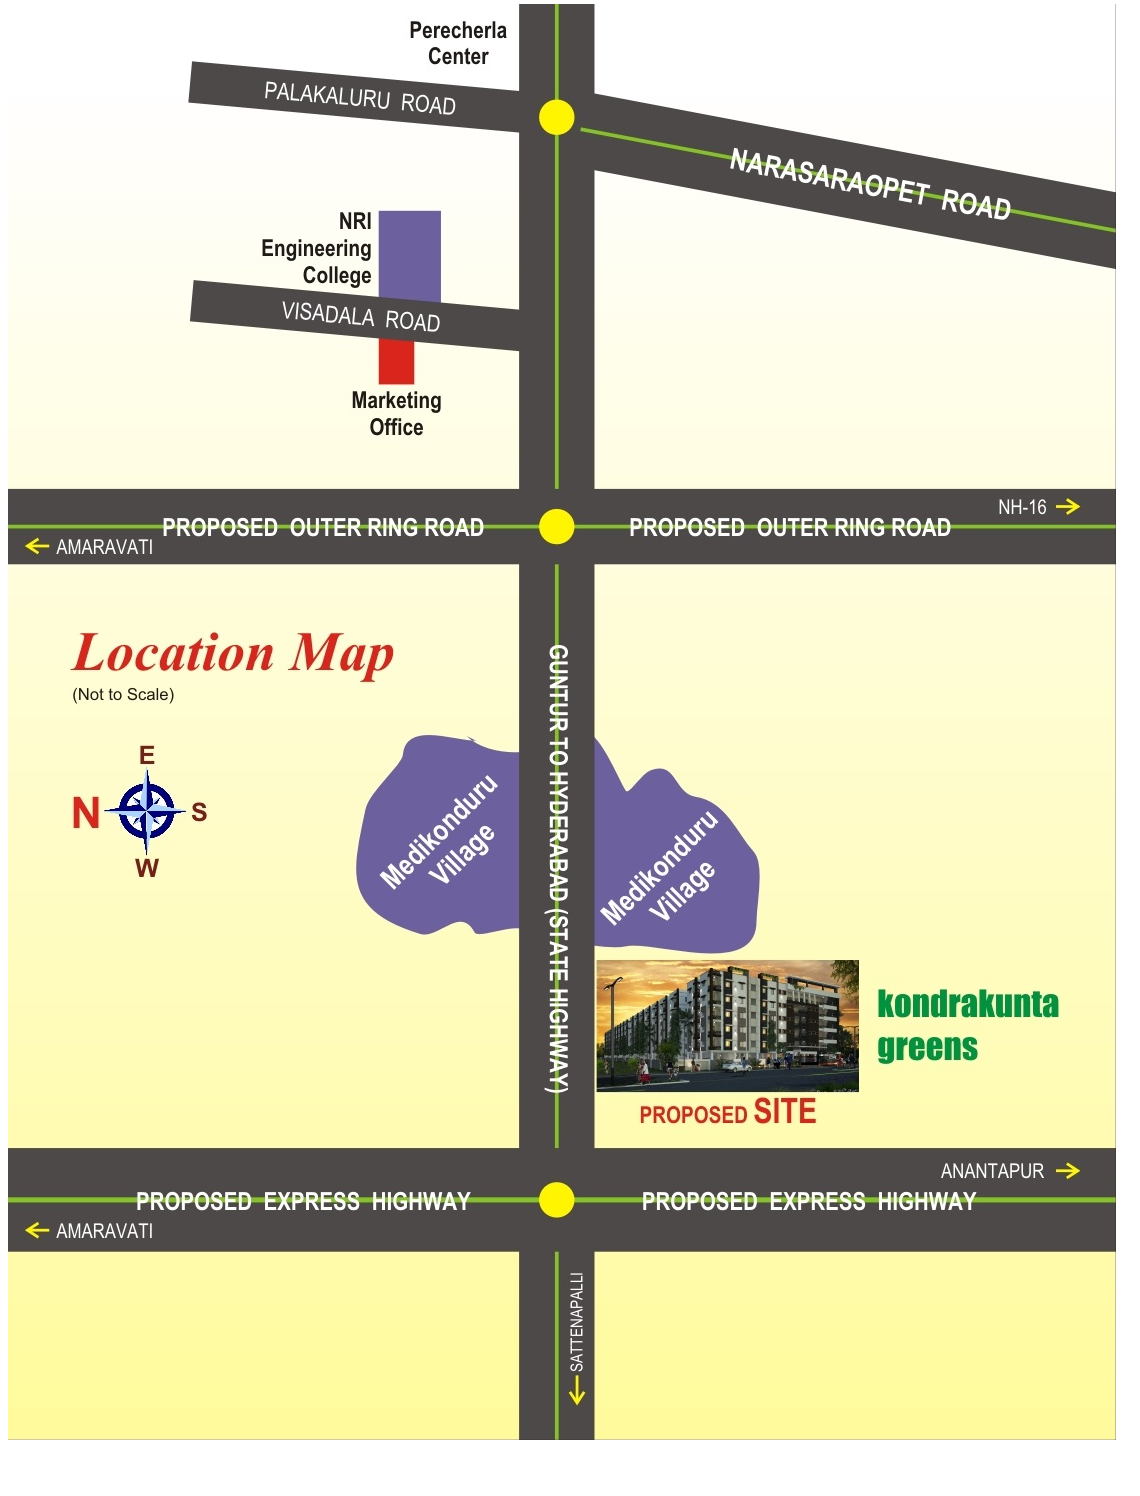 Perecherla
Center
PALAKALURU ROAD
NARASARAOPET ROAD
NRI
Engineering
College
VISADALA ROAD
Marketing
Office
NH-16
PROPOSED OUTER RING ROAD
PROPOSED OUTER RING ROAD
AMARAVATI
Location Map
(Not to Scale)
E
N
S
W
GUNTUR TO HYDERABAD (STATE HIGHWAY)
Medikonduru
Village
Medikonduru
Village
kondrakunta
greens
PROPOSED SITE
ANANTAPUR
PROPOSED EXPRESS HIGHWAY
PROPOSED EXPRESS HIGHWAY
AMARAVATI
SATTENAPALLI